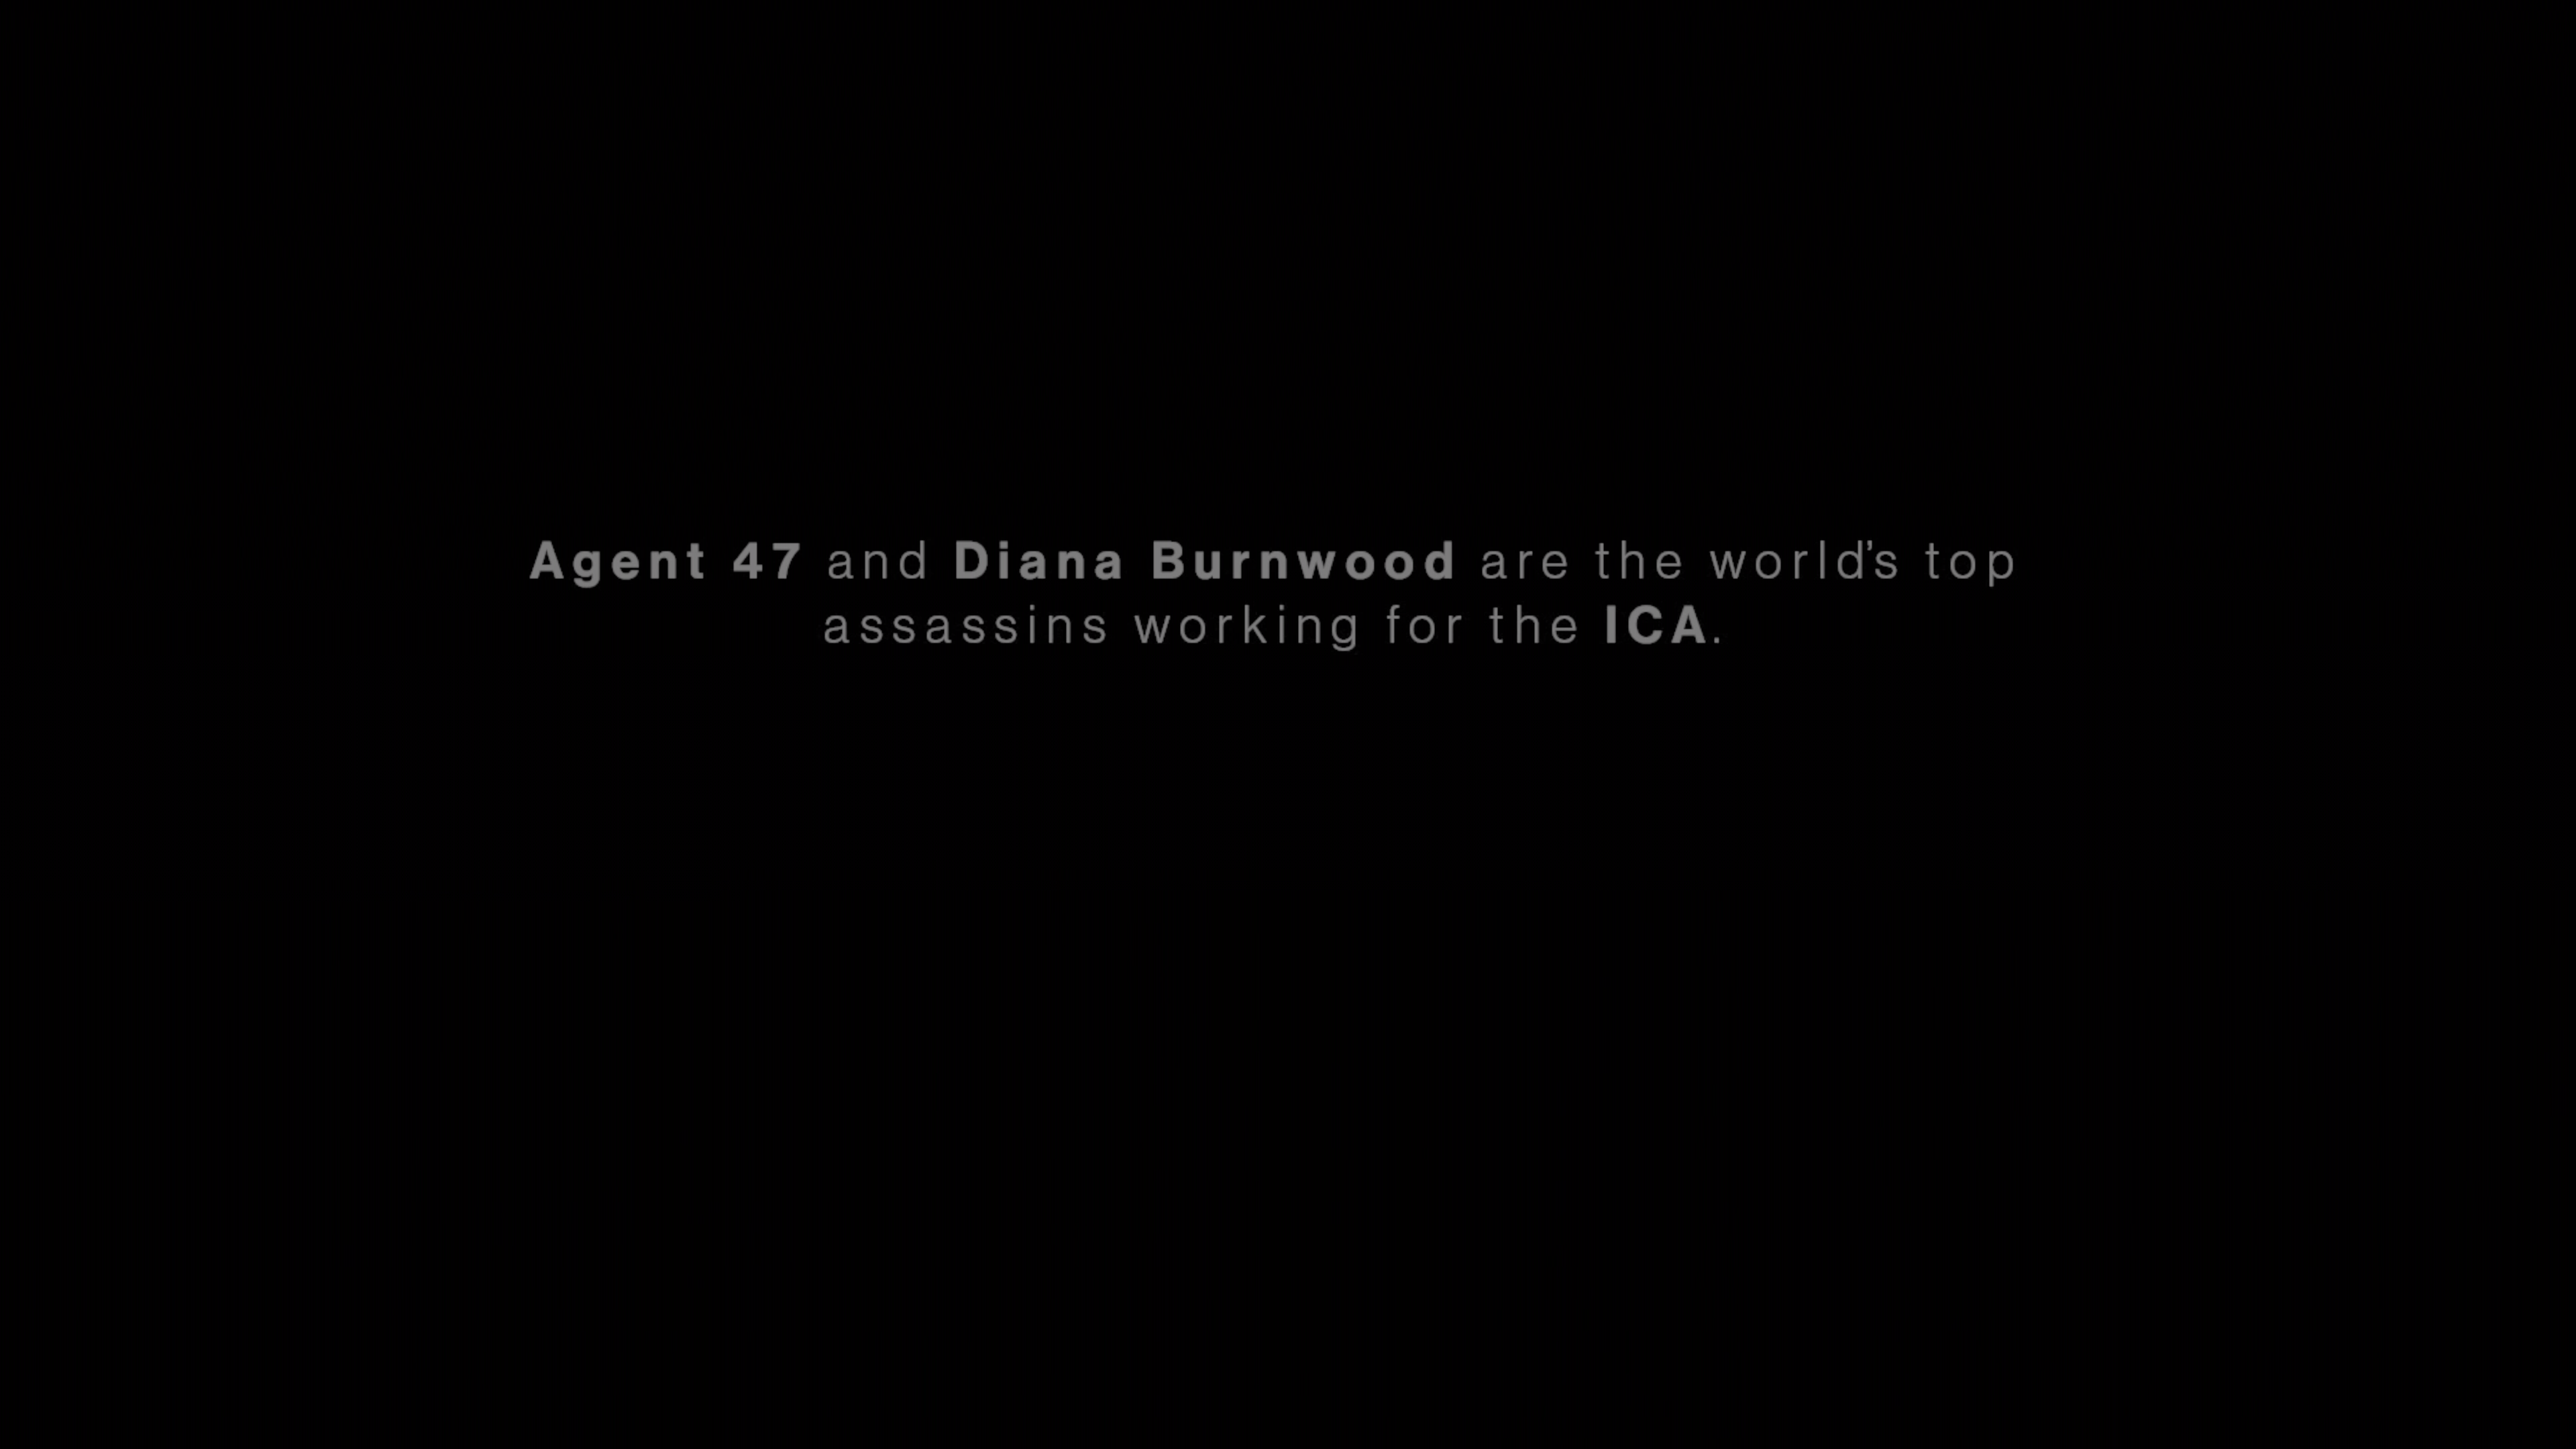 Agent 47 and Diana Burnwood are the world’s top
assassins working for the ICA.